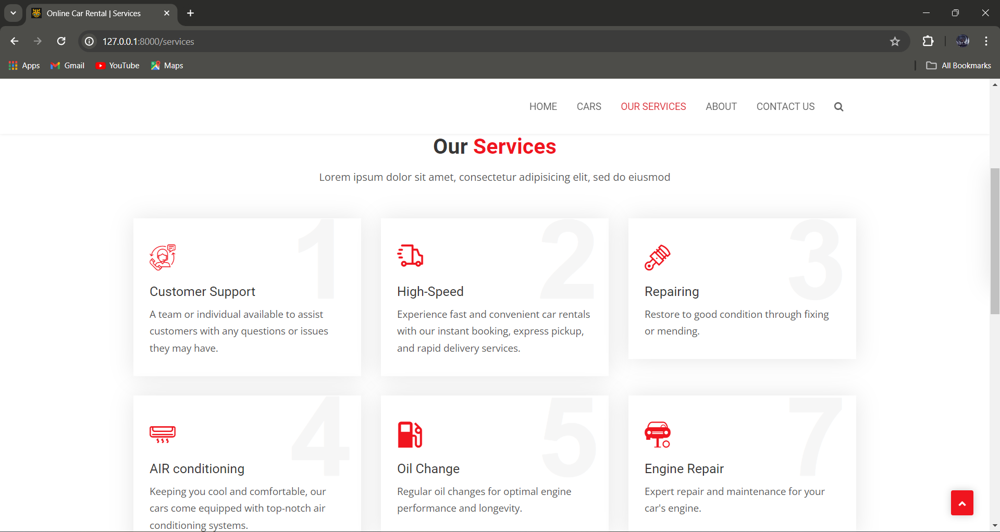 Online Car Rental | Services
127.0.0.1:8000/services
Apps Gmail YouTube Maps All Bookmarks
HOME CARS OUR SERVICES ABOUT CONTACT US
Our Services
Lorem ipsum dolor sit amet, consectetur adipisicing elit, sed do eiusmod
1
Customer Support
A team or individual available to assist
customers with any questions or issues
they may have.
2
High-Speed
Experience fast and convenient car rentals
with our instant booking, express pickup,
and rapid delivery services.
3
Repairing
Restore to good condition through fixing
or mending.
4
AIR conditioning
Keeping you cool and comfortable, our
cars come equipped with top-notch air
conditioning systems.
5
Oil Change
Regular oil changes for optimal engine
performance and longevity.
7
Engine Repair
Expert repair and maintenance for your
car's engine.